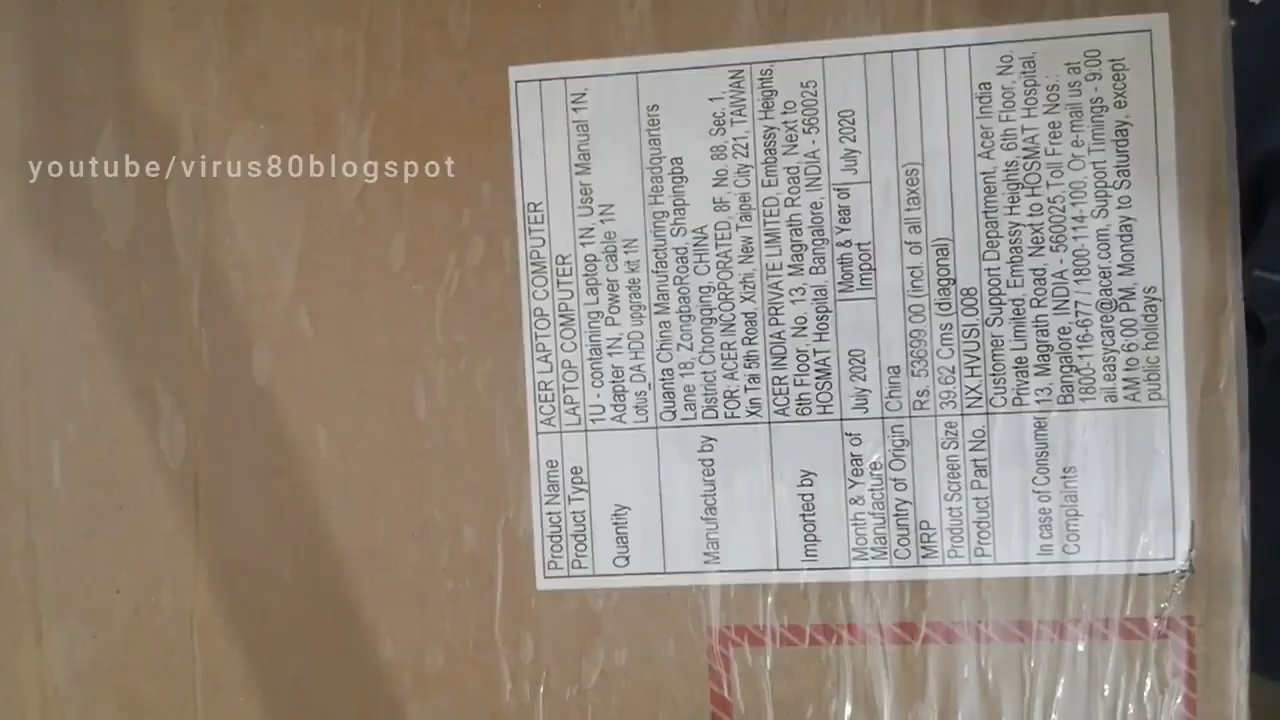 youtube/virus80blogspot
Product Name ACER LAPTOP COMPUTER
Product Type LAPTOP COMPUTER
Quantity
1U - containing Laptop 1N, User Manual 1N,
Adapter 1N, Power cable 1N
Lotus_DA HDD upgrade kit 1N
Manufactured by
Quanta China Manufacturing Headquarters
Lane 18, ZongbaoRoad, Shapingba
District Chongqing, CHINA
FOR: ACER INCORPORATED, 8F, No. 88, Sec. 1,
Xin Tai 5th Road, Xizhi, New Taipei City 221, TAIWAN
Imported by
ACER INDIA PRIVATE LIMITED, Embassy Heights,
6th Floor, No. 13, Magrath Road, Next to
HOSMAT Hospital, Bangalore, INDIA - 560025
Month & Year of
Manufacture
July 2020
Month & Year of
Import
July 2020
Country of Origin China
MRP Rs. 53699.00 (incl. of all taxes)
Product Screen Size 39.62 Cms (diagonal)
Product Part No. NX.HVUSI.008
In case of Consumer
Complaints
Customer Support Department, Acer India
Private Limited, Embassy Heights, 6th Floor, No.
13, Magrath Road, Next to HOSMAT Hospital,
Bangalore, INDIA - 560025,Toll Free Nos.:
1800-116-677 / 1800-114-100, Or e-mail us at
ail.easycare@acer.com, Support Timings - 9:00
AM to 6:00 PM, Monday to Saturday, except
public holidays